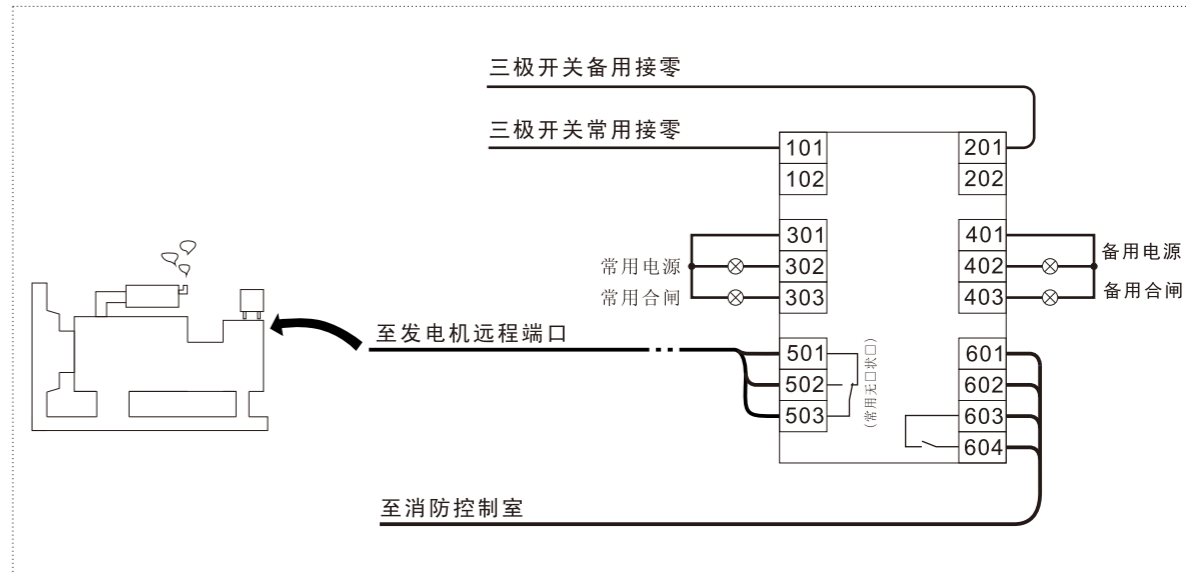 三极开关备用接零
三极开关常用接零
101
102
201
202
301
302
303
常用电源
常用合闸
401
402
403
备用电源
备用合闸
至发电机远程端口
501
502
503
(常用无口状口)
601
602
603
604
至消防控制室